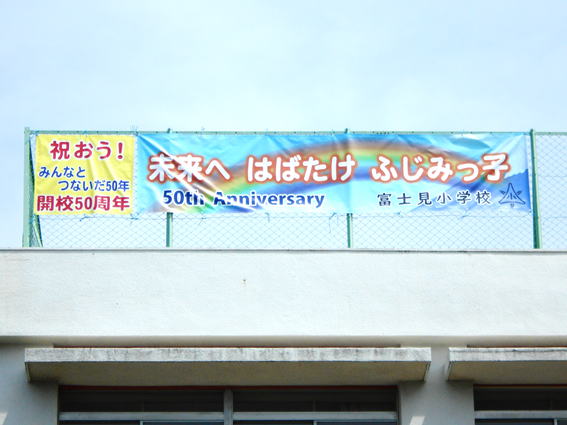 祝おう!
みんなと
つないだ50年
開校50周年
未来へ はばたけ ふじみっ子
50th Anniversary
富士見小学校